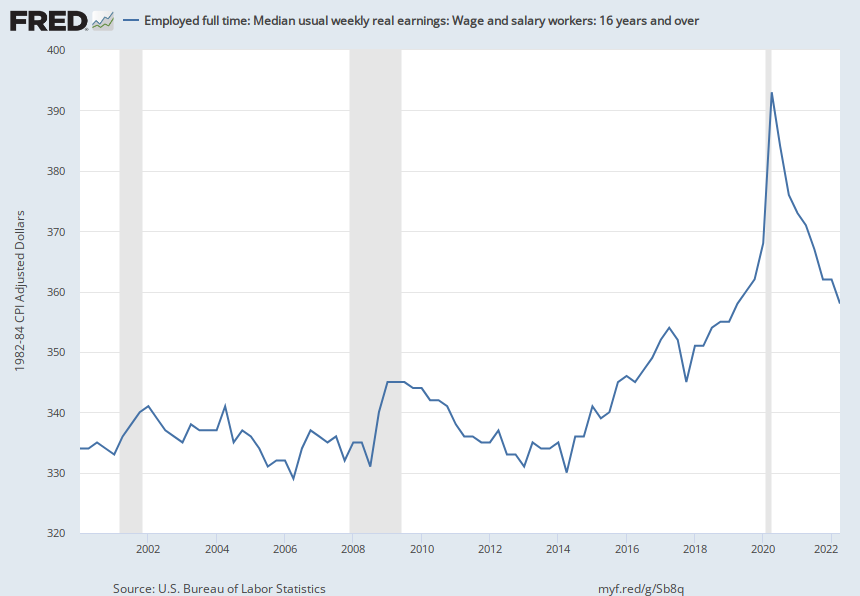 FRED
Employed full time: Median usual weekly real earnings: Wage and salary workers: 16 years and over
400
390
380
370
360
350
340
330
320
1982-84 CPI Adjusted Dollars
2002 2004 2006 2008 2010 2012 2014 2016 2018 2020 2022
Source: U.S. Bureau of Labor Statistics myf.red/g/Sb8q